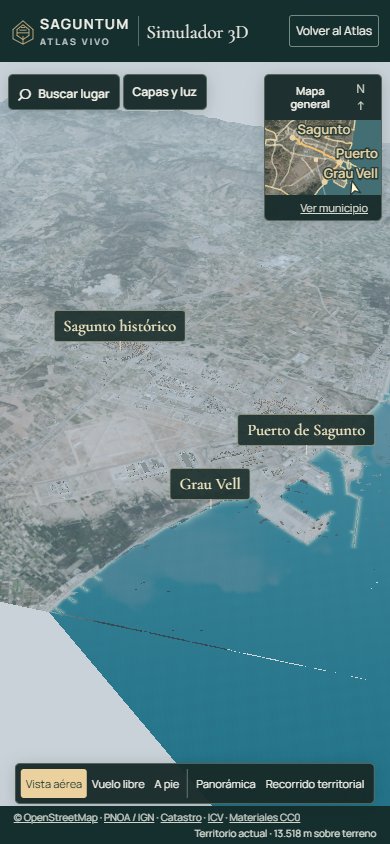 SAGUNTUM
ATLAS VIVO
Simulador 3D
Volver al Atlas
Buscar lugar
Capas y luz
Mapa general
N
↑
Sagunto
Puerto
Grau Vell
Ver municipio
Sagunto histórico
Puerto de Sagunto
Grau Vell
Vista aérea
Vuelo libre
A pie
Panorámica
Recorrido territorial
© OpenStreetMap · PNOA / IGN · Catastro · ICV · Materiales CC0
Territorio actual · 13.518 m sobre terreno